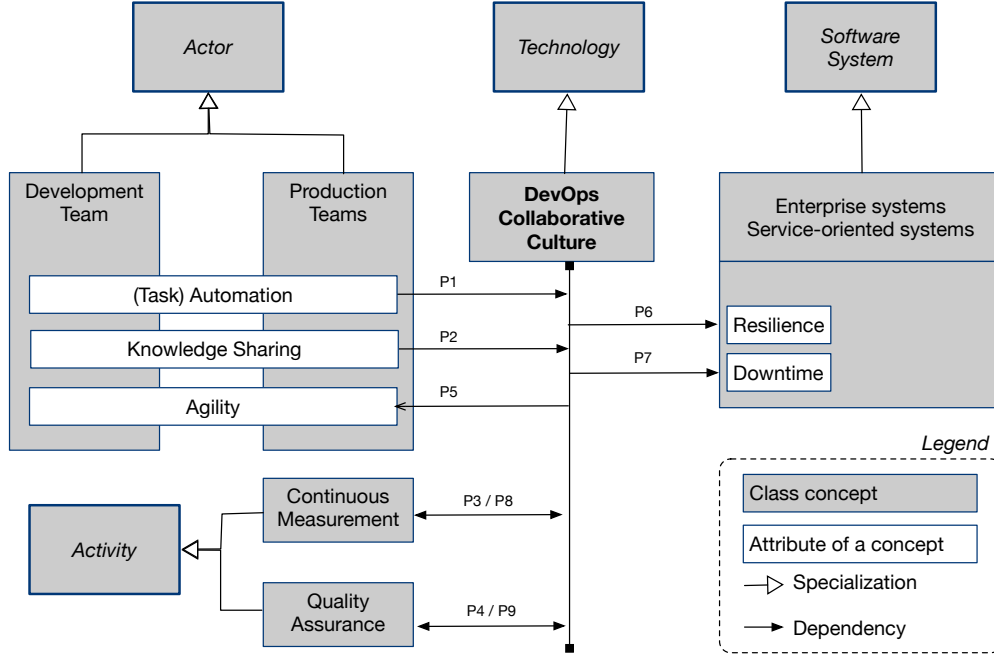 Actor
Technology
Software
System
Development
Team
Production
Teams
DevOps
Collaborative
Culture
Enterprise systems
Service-oriented systems
(Task) Automation
P1
Knowledge Sharing
P2
Agility
P5
P6
Resilience
P7
Downtime
Activity
Continuous
Measurement
P3 / P8
Quality
Assurance
P4 / P9
Legend
Class concept
Attribute of a concept
Specialization
Dependency